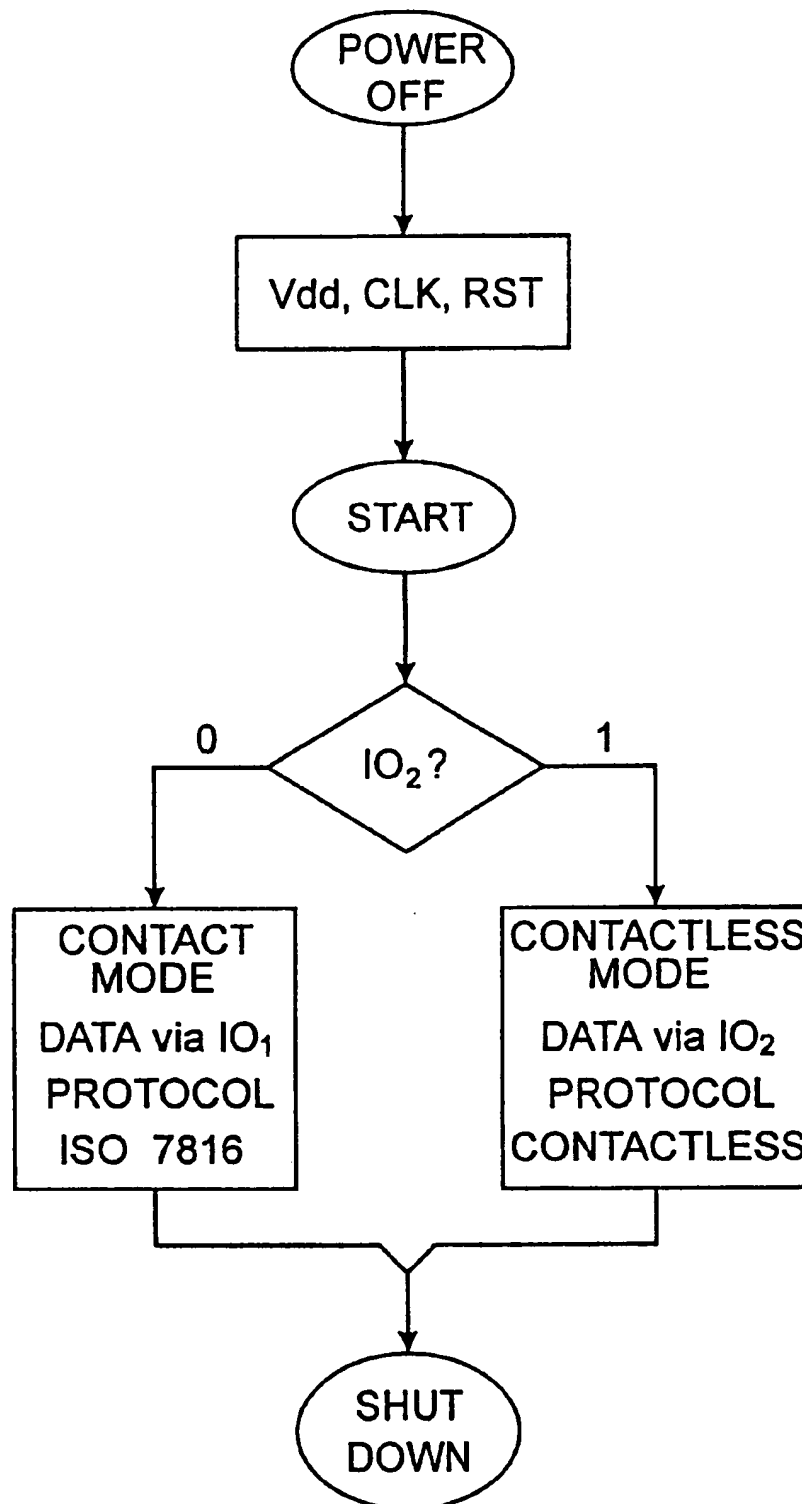 POWER
OFF
Vdd, CLK, RST
START
0
IO₂?
1
CONTACT
MODE
DATA via IO₁
PROTOCOL
ISO 7816
CONTACTLESS
MODE
DATA via IO₂
PROTOCOL
CONTACTLESS
SHUT
DOWN